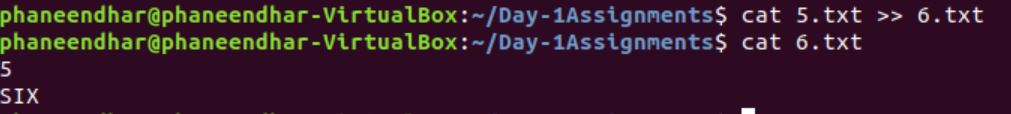 phaneendhar@phaneendhar-VirtualBox:~/Day-1Assignments$ cat 5.txt >> 6.txt
phaneendhar@phaneendhar-VirtualBox:~/Day-1Assignments$ cat 6.txt
5
SIX